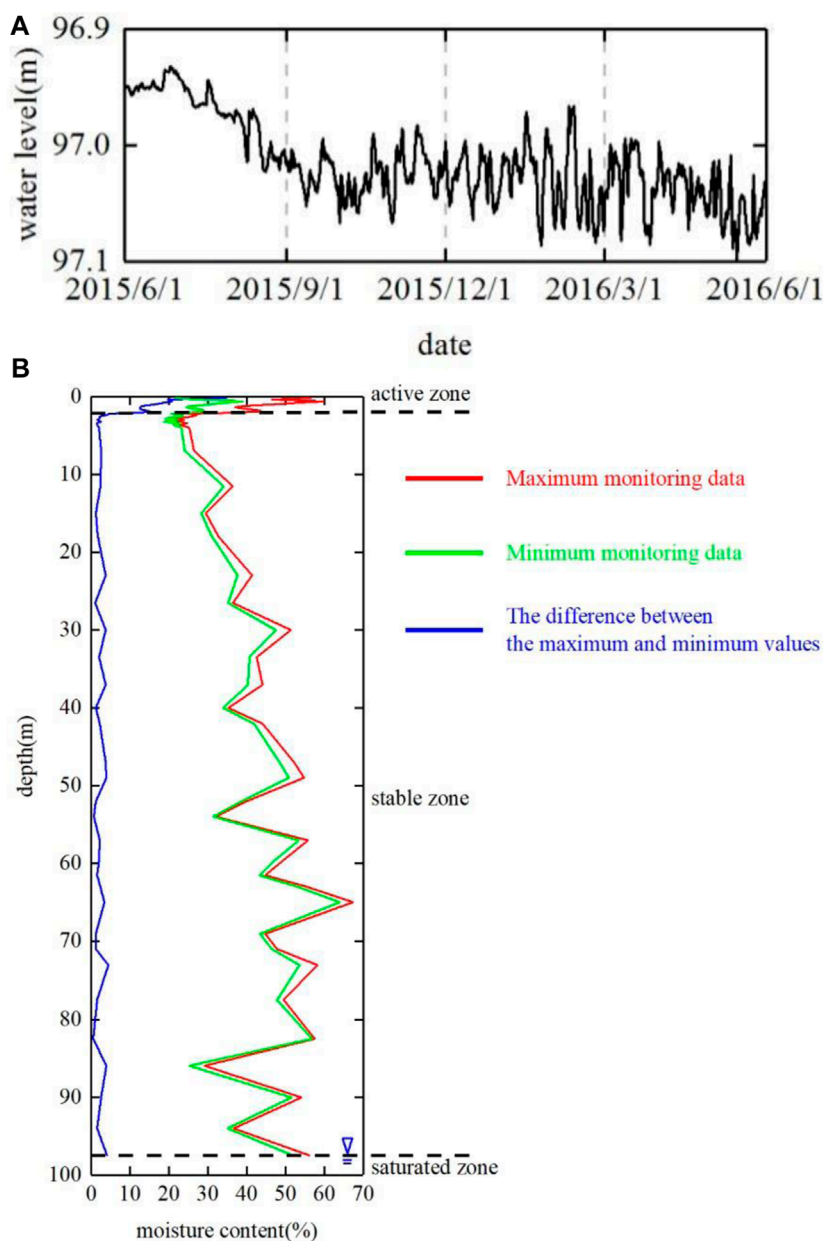 A
water level(m)
96.9
97.0
97.1
2015/6/1 2015/9/1 2015/12/1 2016/3/1 2016/6/1
date
B
depth(m)
0
10
20
30
40
50
60
70
80
90
100
active zone
Maximum monitoring data
Minimum monitoring data
The difference between
the maximum and minimum values
stable zone
saturated zone
0 10 20 30 40 50 60 70
moisture content(%)